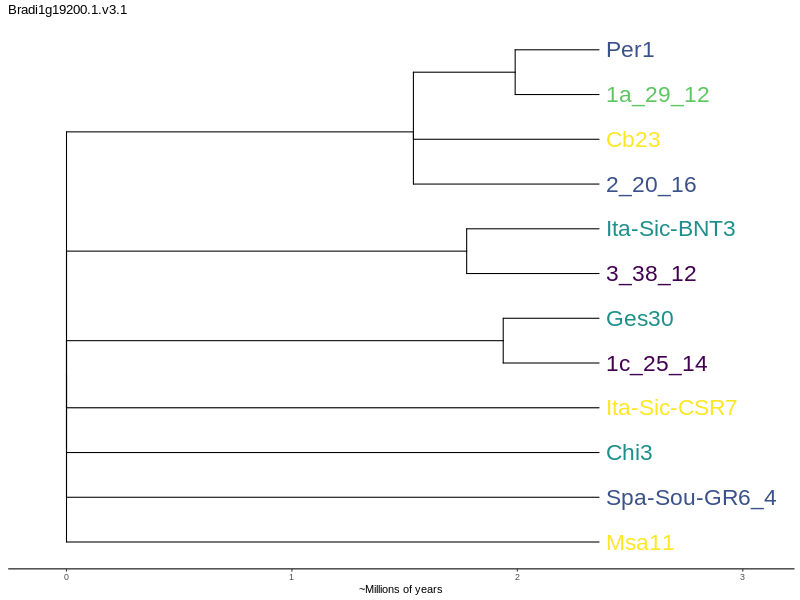 Bradi1g19200.1.v3.1
Per1
1a_29_12
Cb23
2_20_16
Ita-Sic-BNT3
3_38_12
Ges30
1c_25_14
Ita-Sic-CSR7
Chi3
Spa-Sou-GR6_4
Msa11
0 1 2 3
~Millions of years